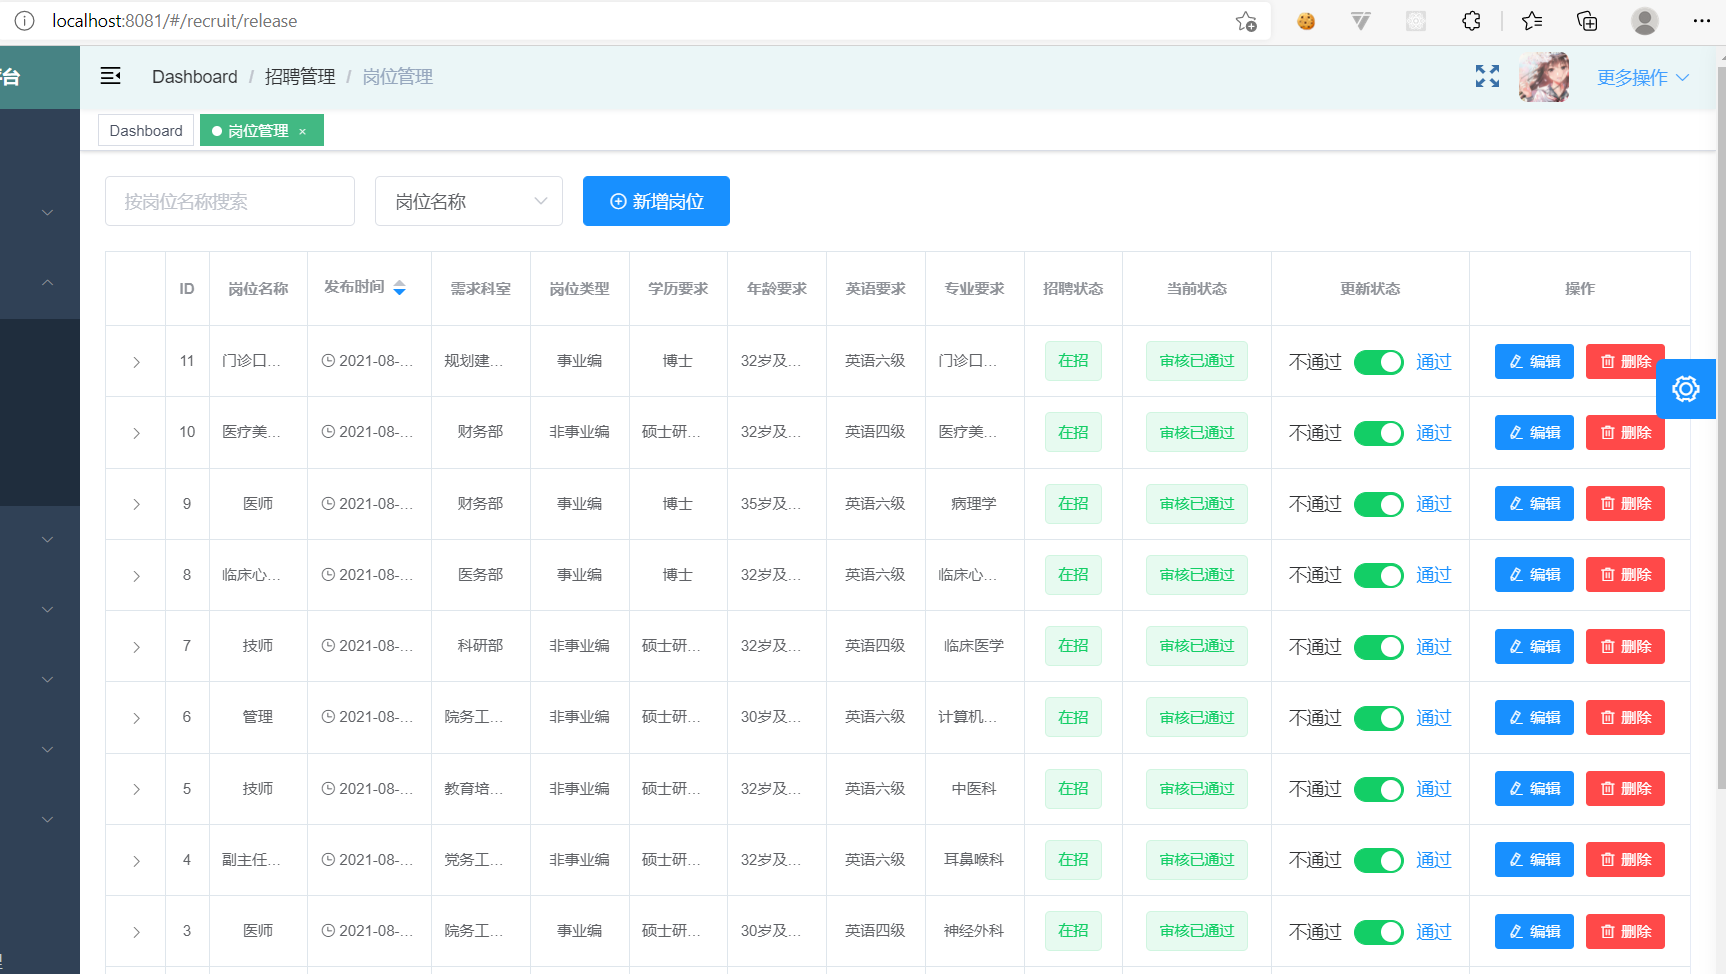 localhost:8081/#/recruit/release
台
Dashboard / 招聘管理 / 岗位管理
更多操作
Dashboard
岗位管理 ×
按岗位名称搜索
岗位名称
新增岗位
ID 岗位名称 发布时间 需求科室 岗位类型 学历要求 年龄要求 英语要求 专业要求 招聘状态 当前状态 更新状态 操作
11 门诊口... 2021-08-... 规划建... 事业编 博士 32岁及... 英语六级 门诊口... 在招 审核已通过 不通过 通过 编辑 删除
10 医疗美... 2021-08-... 财务部 非事业编 硕士研... 32岁及... 英语四级 医疗美... 在招 审核已通过 不通过 通过 编辑 删除
9 医师 2021-08-... 财务部 事业编 博士 35岁及... 英语六级 病理学 在招 审核已通过 不通过 通过 编辑 删除
8 临床心... 2021-08-... 医务部 事业编 博士 32岁及... 英语六级 临床心... 在招 审核已通过 不通过 通过 编辑 删除
7 技师 2021-08-... 科研部 非事业编 硕士研... 32岁及... 英语四级 临床医学 在招 审核已通过 不通过 通过 编辑 删除
6 管理 2021-08-... 院务工... 非事业编 硕士研... 30岁及... 英语六级 计算机... 在招 审核已通过 不通过 通过 编辑 删除
5 技师 2021-08-... 教育培... 非事业编 硕士研... 32岁及... 英语六级 中医科 在招 审核已通过 不通过 通过 编辑 删除
4 副主任... 2021-08-... 党务工... 非事业编 硕士研... 32岁及... 英语六级 耳鼻喉科 在招 审核已通过 不通过 通过 编辑 删除
3 医师 2021-08-... 院务工... 事业编 硕士研... 30岁及... 英语四级 神经外科 在招 审核已通过 不通过 通过 编辑 删除